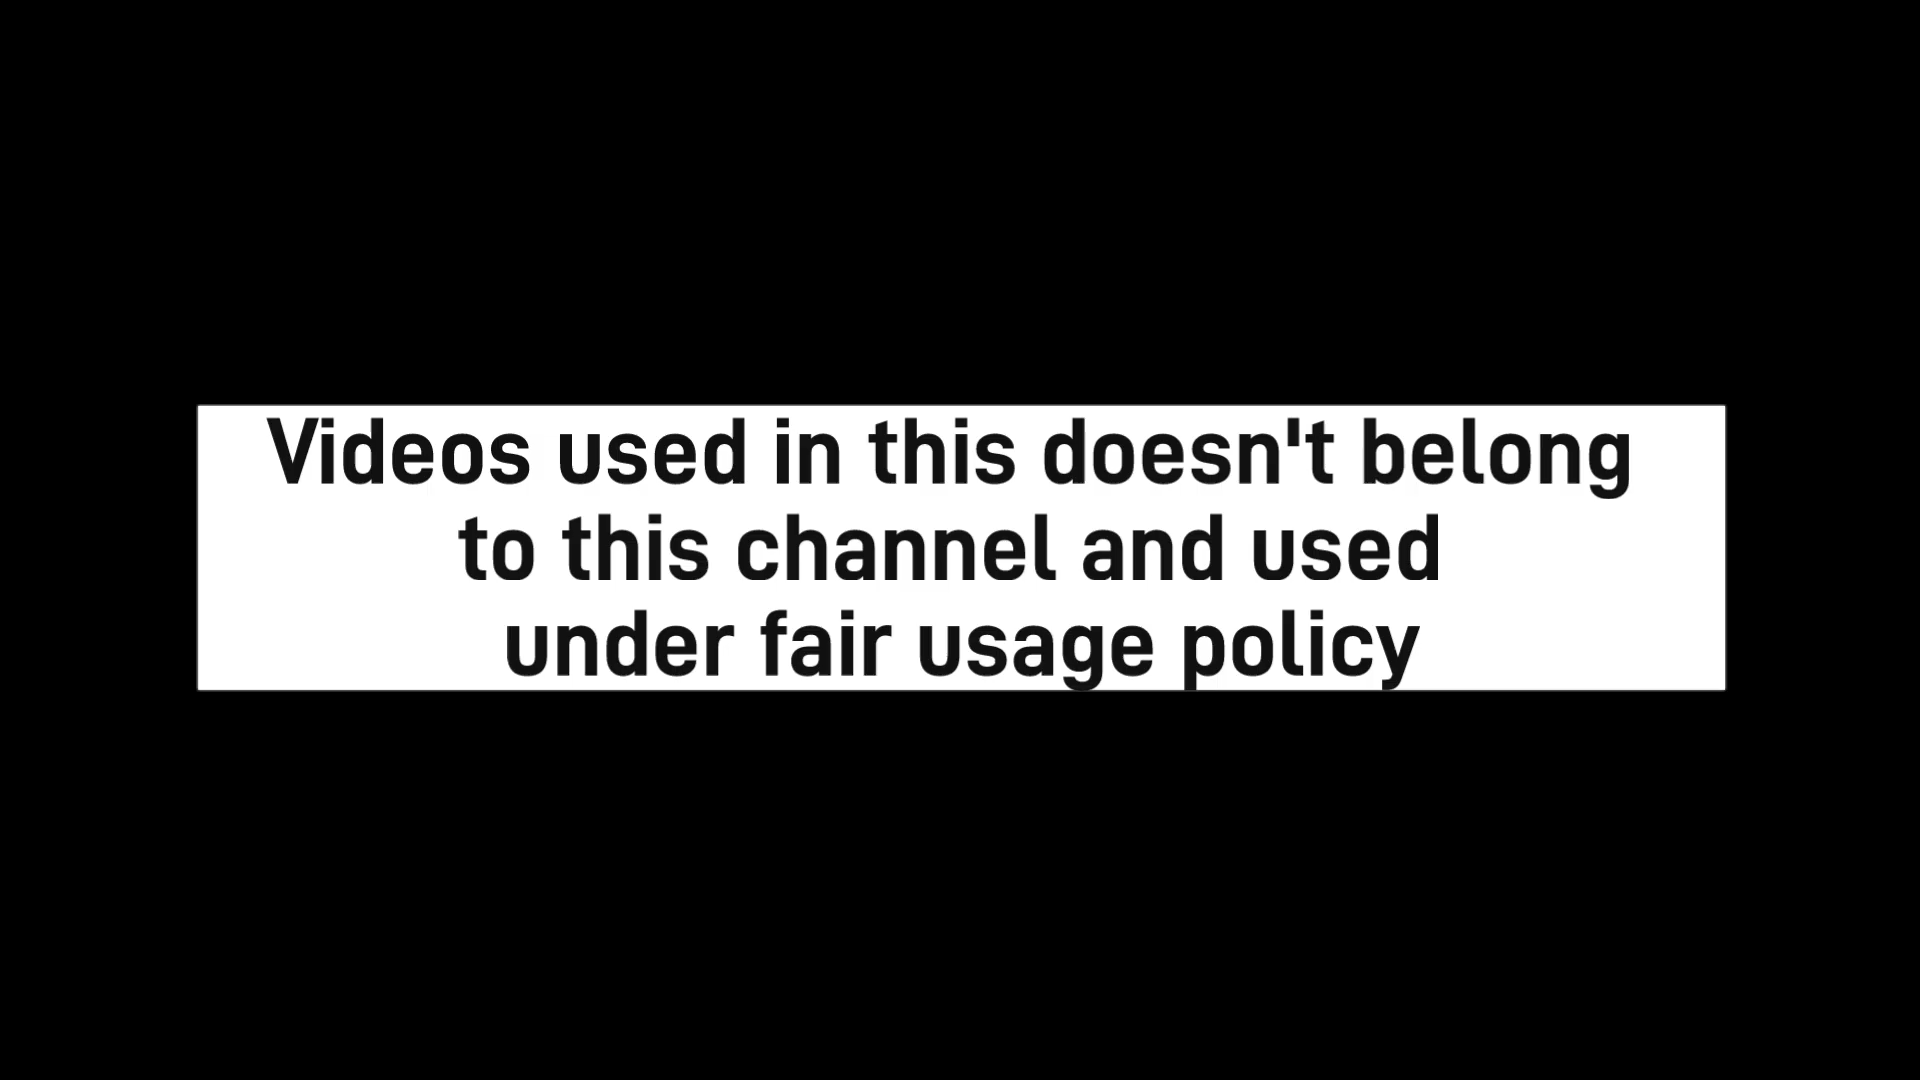 Videos used in this doesn't belong
to this channel and used
under fair usage policy